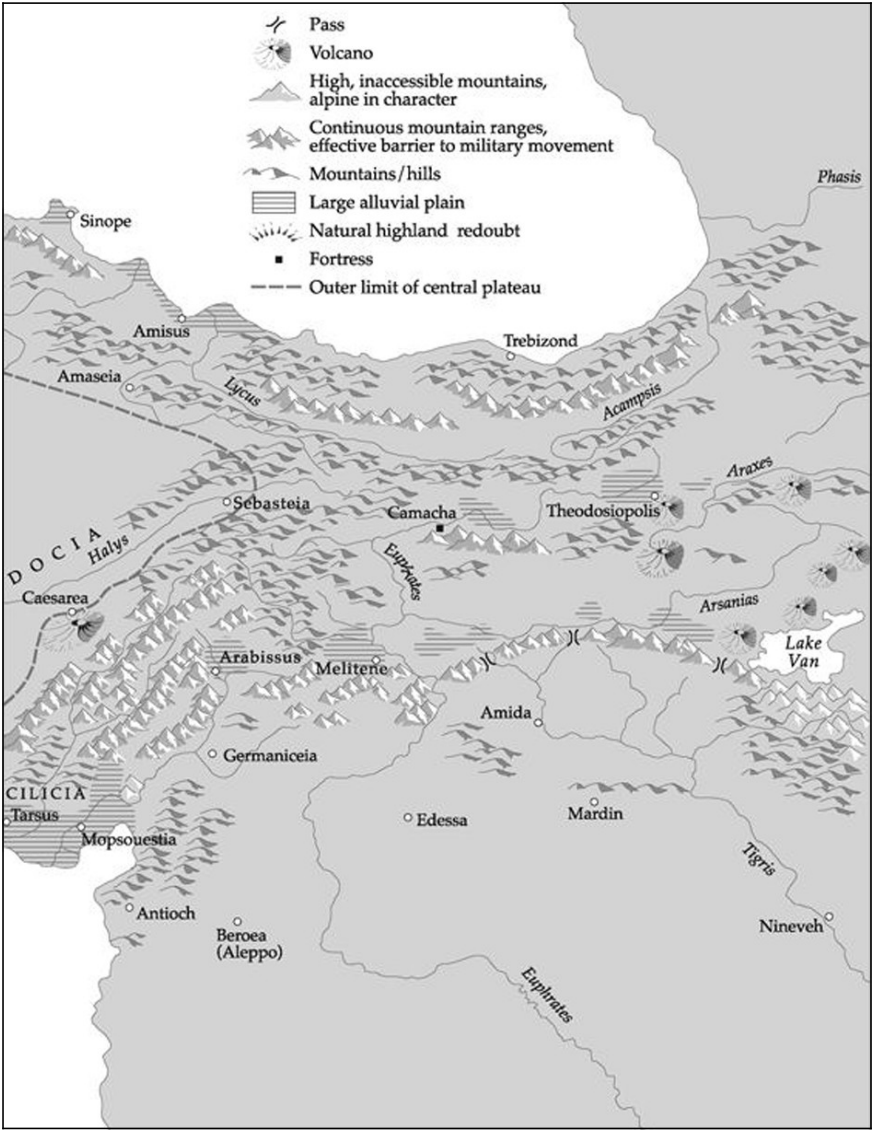 Pass
Volcano
High, inaccessible mountains,
alpine in character
Continuous mountain ranges,
effective barrier to military movement
Mountains/hills
Large alluvial plain
Natural highland redoubt
Fortress
Outer limit of central plateau
Phasis
Sinope
Amisus
Trebizond
Amaseia
Lycus
Acampsis
Araxes
Sebasteia
Camacha
Theodosiopolis
DOCIA
Halys
Euphrates
Caesarea
Arsanias
Lake
Van
Arabissus
Melitene
Amida
Germaniceia
CILICIA
Tarsus
Edessa
Mardin
Mopsouestia
Tigris
Antioch
Beroea
(Aleppo)
Nineveh
Euphrates